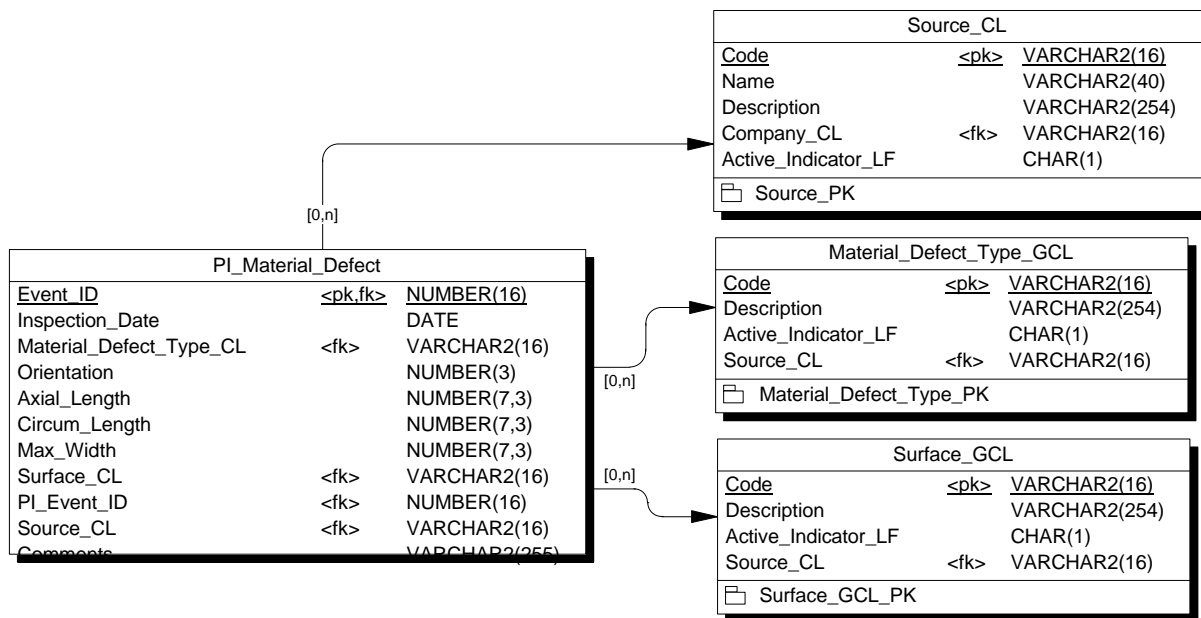 Source_CL
Code <pk> VARCHAR2(16)
Name VARCHAR2(40)
Description VARCHAR2(254)
Company_CL <fk> VARCHAR2(16)
Active_Indicator_LF CHAR(1)
Source_PK
[0,n]
PI_Material_Defect
Event_ID <pk,fk> NUMBER(16)
Inspection_Date DATE
Material_Defect_Type_CL <fk> VARCHAR2(16)
Orientation NUMBER(3)
Axial_Length NUMBER(7,3)
Circum_Length NUMBER(7,3)
Max_Width NUMBER(7,3)
Surface_CL <fk> VARCHAR2(16)
PI_Event_ID <fk> NUMBER(16)
Source_CL <fk> VARCHAR2(16)
Comments VARCHAR2(255)
[0,n]
Material_Defect_Type_GCL
Code <pk> VARCHAR2(16)
Description VARCHAR2(254)
Active_Indicator_LF CHAR(1)
Source_CL <fk> VARCHAR2(16)
Material_Defect_Type_PK
[0,n]
Surface_GCL
Code <pk> VARCHAR2(16)
Description VARCHAR2(254)
Active_Indicator_LF CHAR(1)
Source_CL <fk> VARCHAR2(16)
Surface_GCL_PK